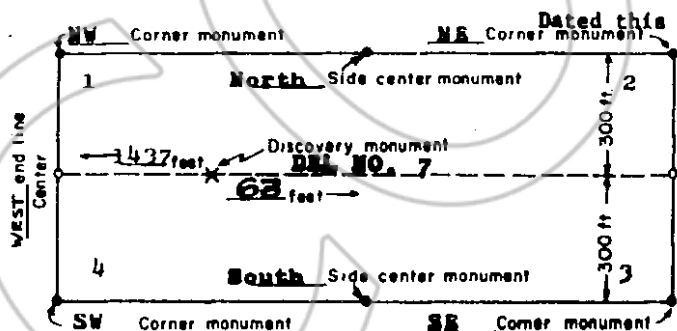 Dated this
NW Corner monument NE Corner monument
1 North Side center monument 2
300 ft.
WEST end line
Center
1437 feet Discovery monument
DEL NO. 7
62 feet
300 ft.
4 South Side center monument 3
SW Corner monument SE Corner monument